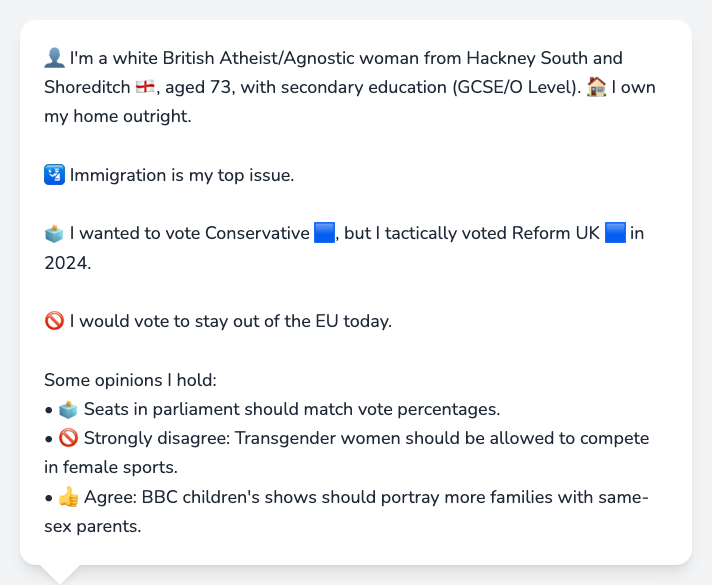 👤 I'm a white British Atheist/Agnostic woman from Hackney South and
Shoreditch 🏴󠁧󠁢󠁥󠁮󠁧󠁿, aged 73, with secondary education (GCSE/O Level). 🏠 I own
my home outright.
🛂 Immigration is my top issue.
🗳️ I wanted to vote Conservative 🟦, but I tactically voted Reform UK 🟦 in
2024.
🚫 I would vote to stay out of the EU today.
Some opinions I hold:
• 🗳️ Seats in parliament should match vote percentages.
• 🚫 Strongly disagree: Transgender women should be allowed to compete
in female sports.
• 👍 Agree: BBC children's shows should portray more families with same-
sex parents.